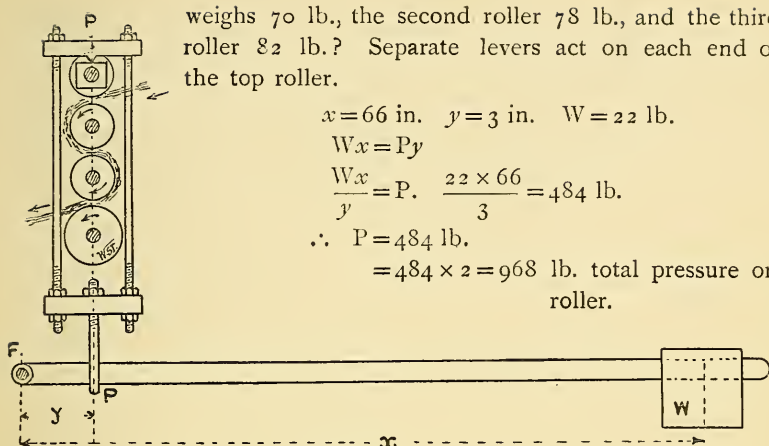 P
weighs 70 lb., the second roller 78 lb., and the third
roller 82 lb.? Separate levers act on each end o
the top roller.
x = 66 in. y = 3 in. W = 22 lb.
Wx = Py
Wx/y = P. 22 × 66/3 = 484 lb.
∴ P = 484 lb.
= 484 × 2 = 968 lb. total pressure on
roller.
WST.
F.
P
y
W
x